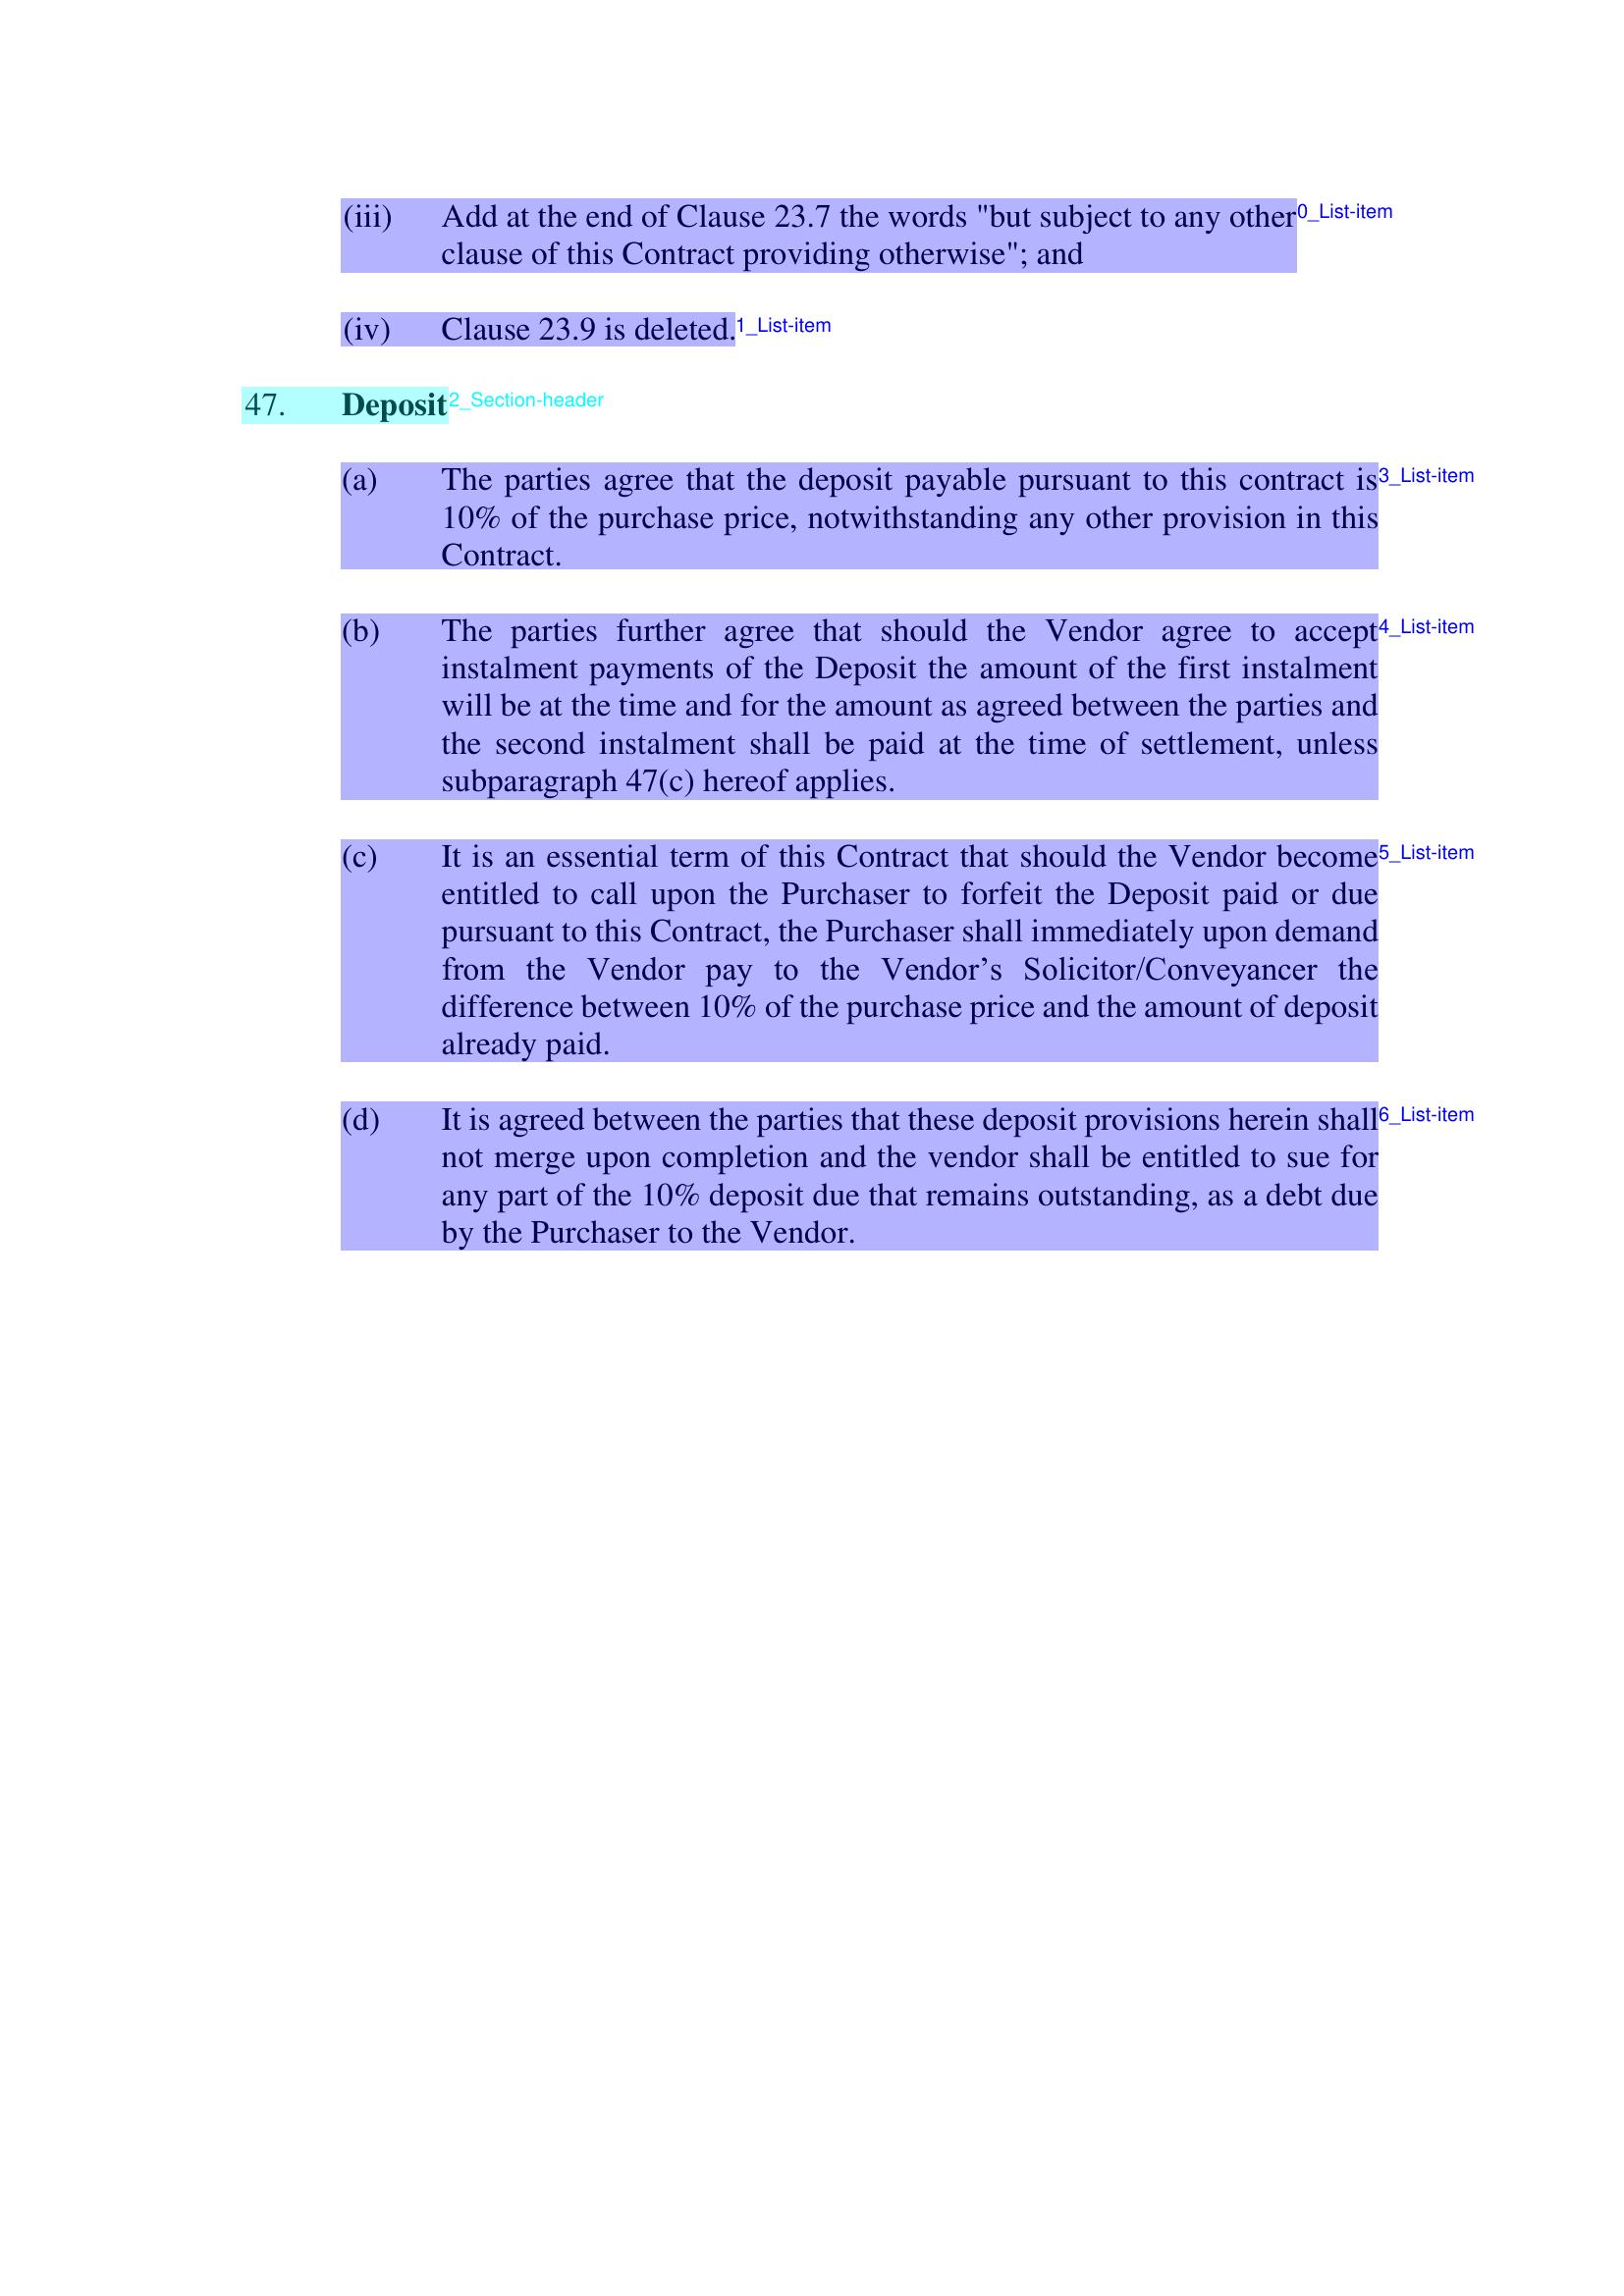 (iii) Add at the end of Clause 23.7 the words "but subject to any other 0_List-item
clause of this Contract providing otherwise"; and
(iv) Clause 23.9 is deleted. 1_List-item
47. Deposit 2_Section-header
(a) The parties agree that the deposit payable pursuant to this contract is 3_List-item
10% of the purchase price, notwithstanding any other provision in this
Contract.
(b) The parties further agree that should the Vendor agree to accept 4_List-item
instalment payments of the Deposit the amount of the first instalment
will be at the time and for the amount as agreed between the parties and
the second instalment shall be paid at the time of settlement, unless
subparagraph 47(c) hereof applies.
(c) It is an essential term of this Contract that should the Vendor become 5_List-item
entitled to call upon the Purchaser to forfeit the Deposit paid or due
pursuant to this Contract, the Purchaser shall immediately upon demand
from the Vendor pay to the Vendor’s Solicitor/Conveyancer the
difference between 10% of the purchase price and the amount of deposit
already paid.
(d) It is agreed between the parties that these deposit provisions herein shall 6_List-item
not merge upon completion and the vendor shall be entitled to sue for
any part of the 10% deposit due that remains outstanding, as a debt due
by the Purchaser to the Vendor.